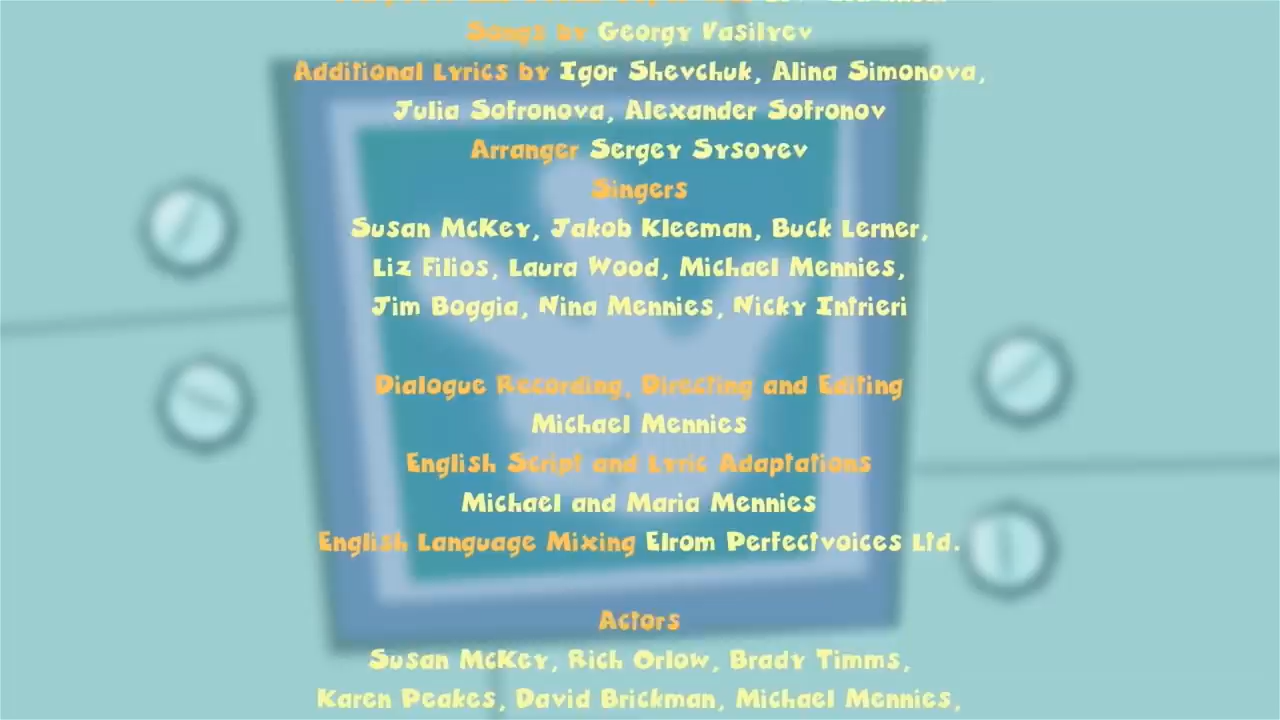 Songs by Georgy Vasilyev
Additional Lyrics by Igor Shevchuk, Alina Simonova,
Julia Sofronova, Alexander Sofronov
Arranger Sergey Sysoyev
Singers
Susan McKey, Jakob Kleeman, Buck Lerner,
Liz Filios, Laura Wood, Michael Mennies,
Jim Boggia, Nina Mennies, Nicky Intrieri
Dialogue Recording, Directing and Editing
Michael Mennies
English Script and Lyric Adaptations
Michael and Maria Mennies
English Language Mixing Elrom Perfectvoices Ltd.
Actors
Susan McKey, Rich Orlow, Brady Timms,
Karen Peakes, David Brickman, Michael Mennies,